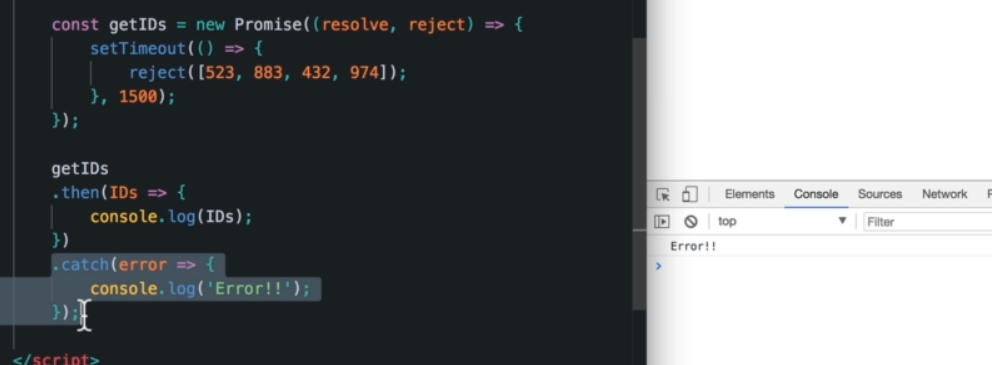 const getIDs = new Promise((resolve, reject) => {
setTimeout(() => {
reject([523, 883, 432, 974]);
}, 1500);
});
getIDs
.then(IDs => {
console.log(IDs);
})
.catch(error => {
console.log('Error!!');
});
</script>
Elements Console Sources Network
top ▼ Filter
Error!!
>